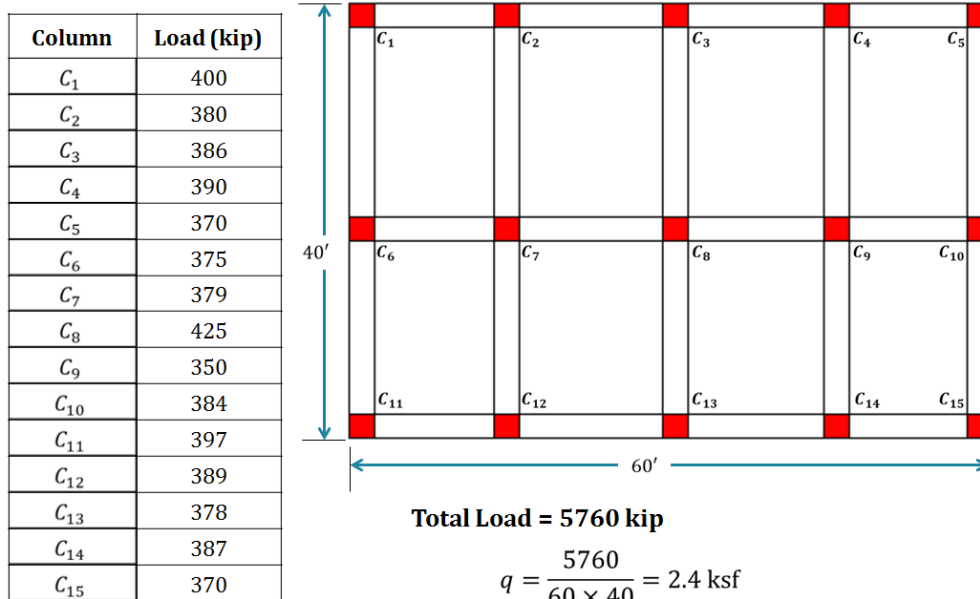 Column Load (kip)
C₁ 400
C₂ 380
C₃ 386
C₄ 390
C₅ 370
C₆ 375
C₇ 379
C₈ 425
C₉ 350
C₁₀ 384
C₁₁ 397
C₁₂ 389
C₁₃ 378
C₁₄ 387
C₁₅ 370
C₁ C₂ C₃ C₄ C₅
40′
C₆ C₇ C₈ C₉ C₁₀
C₁₁ C₁₂ C₁₃ C₁₄ C₁₅
60′
Total Load = 5760 kip
q = 5760 / 60 × 40 = 2.4 ksf